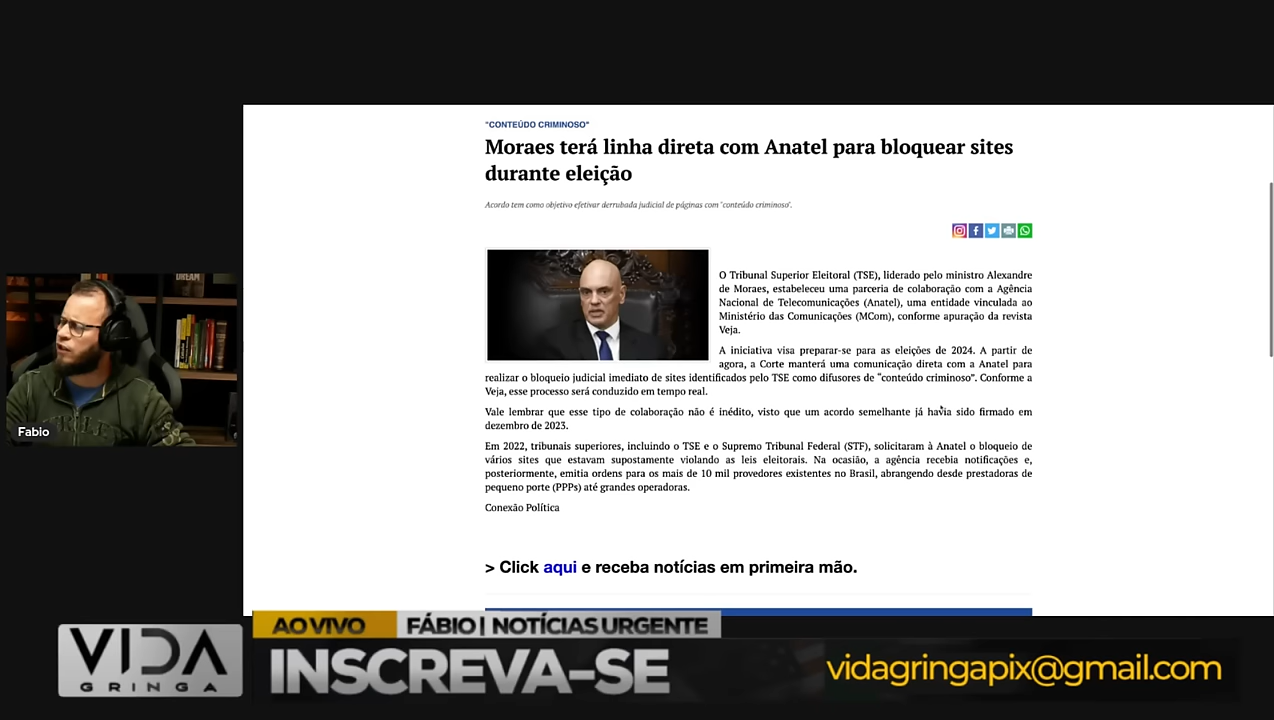 "CONTEÚDO CRIMINOSO"
Moraes terá linha direta com Anatel para bloquear sites
durante eleição
Acordo tem como objetivo efetivar derrubada judicial de páginas com "conteúdo criminoso".
O Tribunal Superior Eleitoral (TSE), liderado pelo ministro Alexandre
de Moraes, estabeleceu uma parceria de colaboração com a Agência
Nacional de Telecomunicações (Anatel), uma entidade vinculada ao
Ministério das Comunicações (MCom), conforme apuração da revista
Veja.
A iniciativa visa preparar-se para as eleições de 2024. A partir de
agora, a Corte manterá uma comunicação direta com a Anatel para
realizar o bloqueio judicial imediato de sites identificados pelo TSE como difusores de “conteúdo criminoso”. Conforme a
Veja, esse processo será conduzido em tempo real.
Vale lembrar que esse tipo de colaboração não é inédito, visto que um acordo semelhante já havia sido firmado em
dezembro de 2023.
Em 2022, tribunais superiores, incluindo o TSE e o Supremo Tribunal Federal (STF), solicitaram à Anatel o bloqueio de
vários sites que estavam supostamente violando as leis eleitorais. Na ocasião, a agência recebia notificações e,
posteriormente, emitia ordens para os mais de 10 mil provedores existentes no Brasil, abrangendo desde prestadoras de
pequeno porte (PPPs) até grandes operadoras.
Conexão Política
> Click aqui e receba notícias em primeira mão.
DREAM
Fabio
AO VIVO FÁBIO | NOTÍCIAS URGENTE
VIDA
GRINGA
INSCREVA-SE
vidagringapix@gmail.com